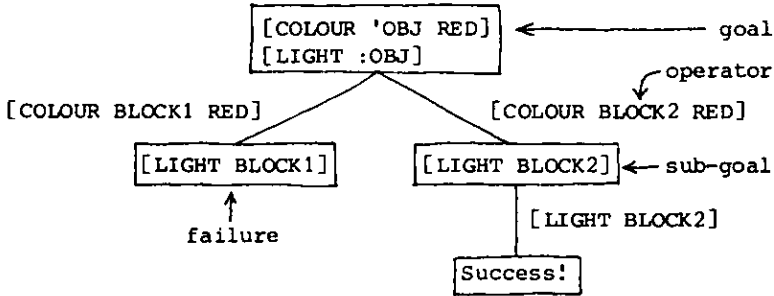 [COLOUR 'OBJ RED]
[LIGHT :OBJ]
goal
operator
[COLOUR BLOCK1 RED]
[COLOUR BLOCK2 RED]
[LIGHT BLOCK1]
[LIGHT BLOCK2]
sub-goal
failure
[LIGHT BLOCK2]
Success!